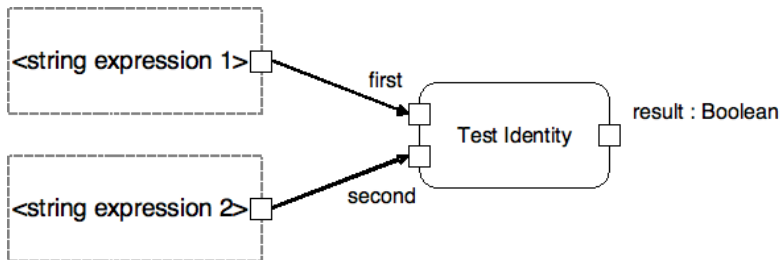 <string expression 1>
first
result : Boolean
Test Identity
second
<string expression 2>